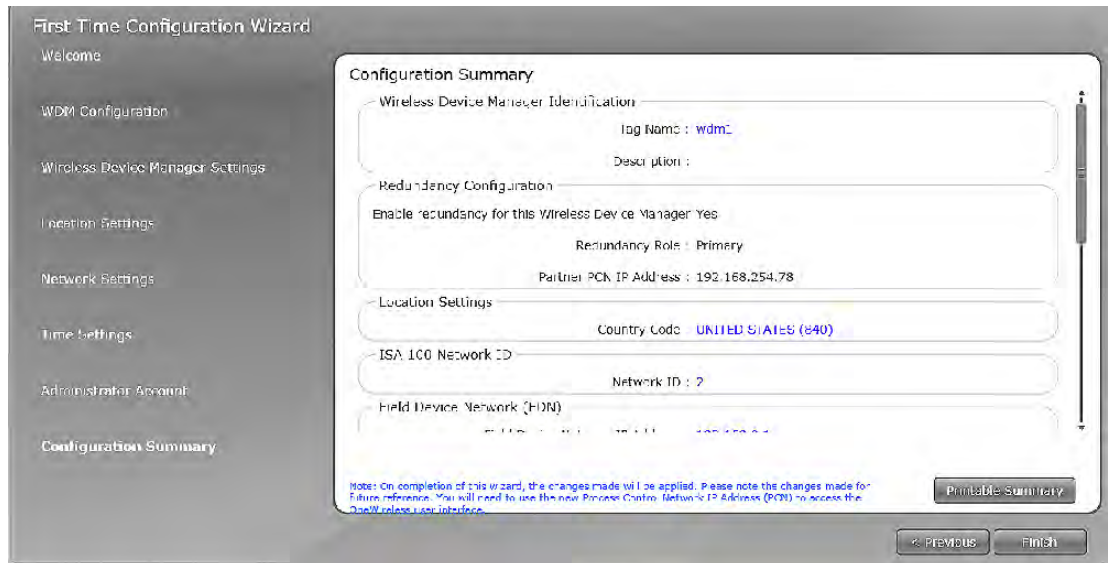 First Time Configuration Wizard
Welcome
WDM Configuration
Wireless Device Manager Settings
Location Settings
Network Settings
Time Settings
Administrator Account
Configuration Summary
Configuration Summary
Wireless Device Manager Identification
Tag Name : wdm1
Description :
Redundancy Configuration
Enable redundancy for this Wireless Device Manager Yes
Redundancy Role : Primary
Partner PCN IP Address : 192.168.254.78
Location Settings
Country Code UNITED STATES (840)
ISA 100 Network ID
Network ID : 2
Field Device Network (FDN)
Note: On completion of this wizard, the changes made will be applied. Please note the changes made for
future reference. You will need to use the new Process Control Network IP Address (PCN) to access the
OneWireless user interface.
Printable Summary
< Previous
Finish